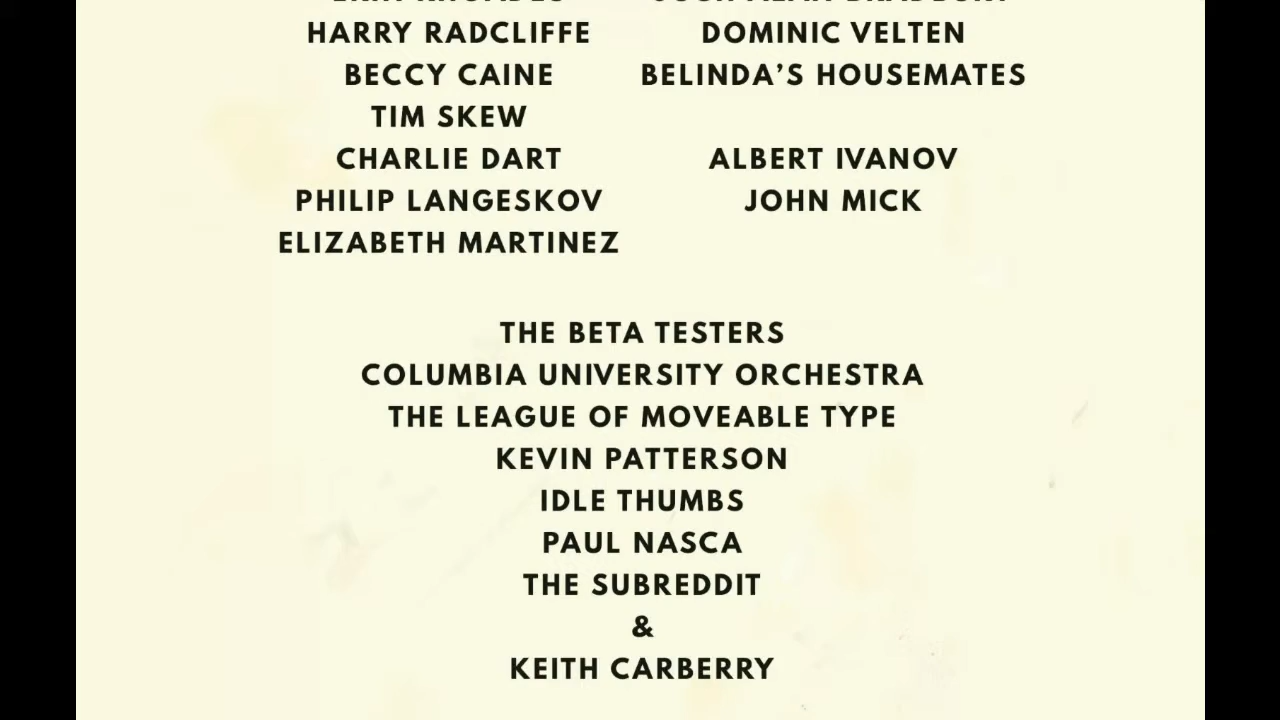 HARRY RADCLIFFE DOMINIC VELTEN
BECCY CAINE BELINDA’S HOUSEMATES
TIM SKEW
CHARLIE DART ALBERT IVANOV
PHILIP LANGESKOV JOHN MICK
ELIZABETH MARTINEZ
THE BETA TESTERS
COLUMBIA UNIVERSITY ORCHESTRA
THE LEAGUE OF MOVEABLE TYPE
KEVIN PATTERSON
IDLE THUMBS
PAUL NASCA
THE SUBREDDIT
&
KEITH CARBERRY